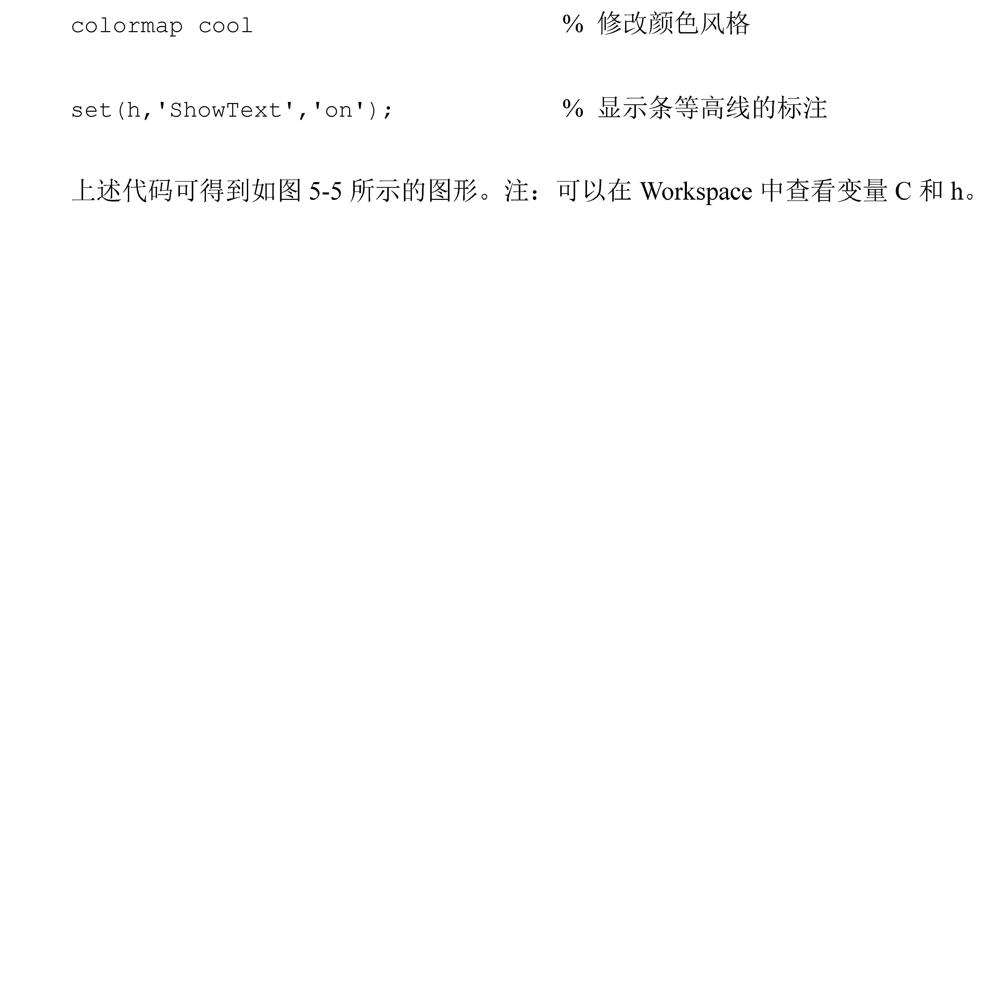 colormap cool % 修改颜色风格
set(h,'ShowText','on'); % 显示条等高线的标注
上述代码可得到如图 5-5 所示的图形。注：可以在 Workspace 中查看变量 C 和 h。